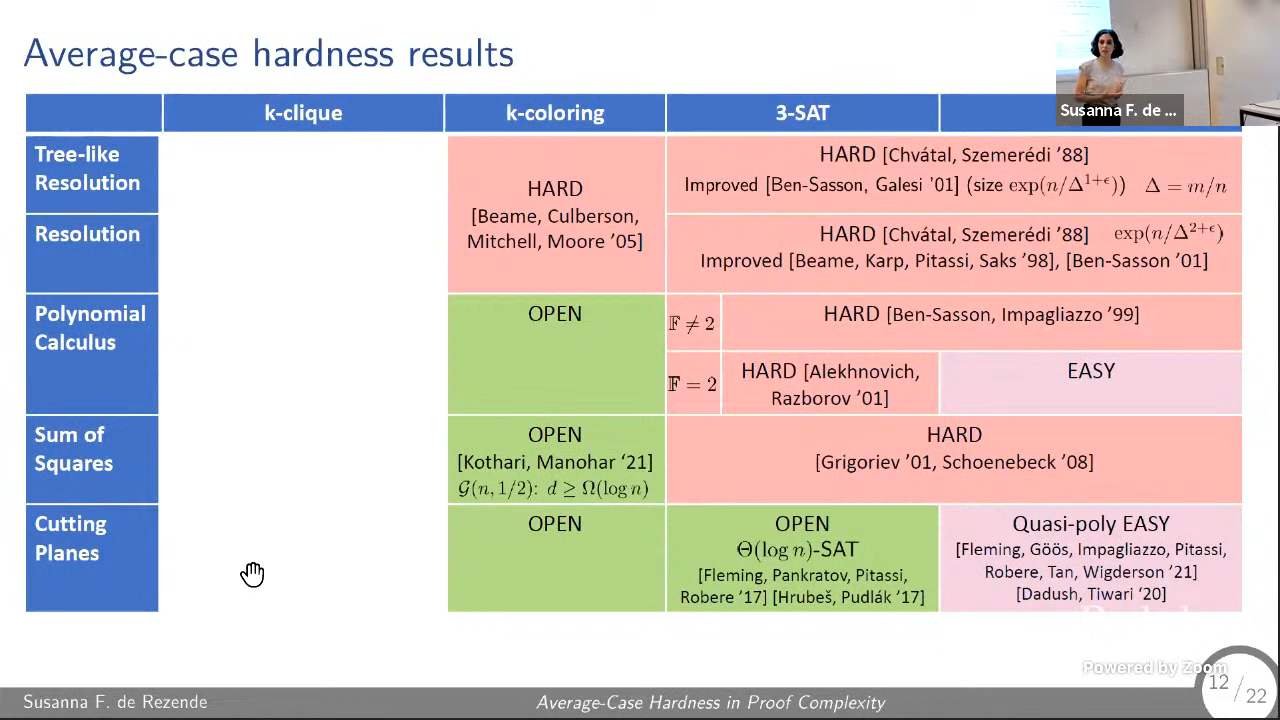 Average-case hardness results
Susanna F. de ...
k-clique
k-coloring
3-SAT
Tree-like
Resolution
HARD
[Beame, Culberson,
Mitchell, Moore '05]
HARD [Chvátal, Szemerédi '88]
Improved [Ben-Sasson, Galesi '01] (size exp(n/Δ^{1+ϵ})) Δ = m/n
Resolution
HARD [Chvátal, Szemerédi '88] exp(n/Δ^{2+ϵ})
Improved [Beame, Karp, Pitassi, Saks '98], [Ben-Sasson '01]
Polynomial
Calculus
OPEN
𝔽 ≠ 2
HARD [Ben-Sasson, Impagliazzo '99]
𝔽 = 2
HARD [Alekhnovich,
Razborov '01]
EASY
Sum of
Squares
OPEN
[Kothari, Manohar '21]
𝒢(n, 1/2): d ≥ Ω(log n)
HARD
[Grigoriev '01, Schoenebeck '08]
Cutting
Planes
OPEN
OPEN
Θ(log n)-SAT
[Fleming, Pankratov, Pitassi,
Robere '17] [Hrubeš, Pudlák '17]
Quasi-poly EASY
[Fleming, Göös, Impagliazzo, Pitassi,
Robere, Tan, Wigderson '21]
[Dadush, Tiwari '20]
Powered by Zoom
Susanna F. de Rezende
Average-Case Hardness in Proof Complexity
12 / 22